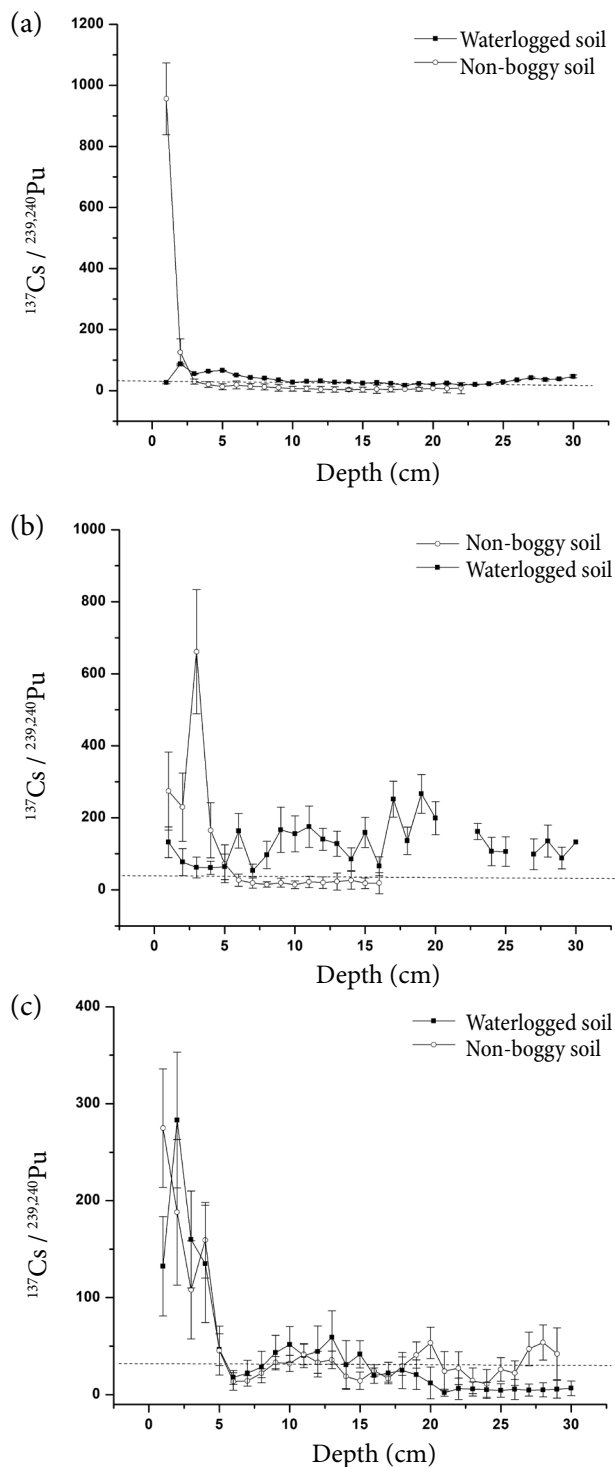 (a)
1200
1000
800
600
400
200
0
¹³⁷Cs / ²³⁹,²⁴⁰Pu
Waterlogged soil
Non-boggy soil
0 5 10 15 20 25 30
Depth (cm)
(b)
1000
800
600
400
200
0
¹³⁷Cs / ²³⁹,²⁴⁰Pu
Non-boggy soil
Waterlogged soil
0 5 10 15 20 25 30
Depth (cm)
(c)
400
300
200
100
0
¹³⁷Cs / ²³⁹,²⁴⁰Pu
Waterlogged soil
Non-boggy soil
0 5 10 15 20 25 30
Depth (cm)